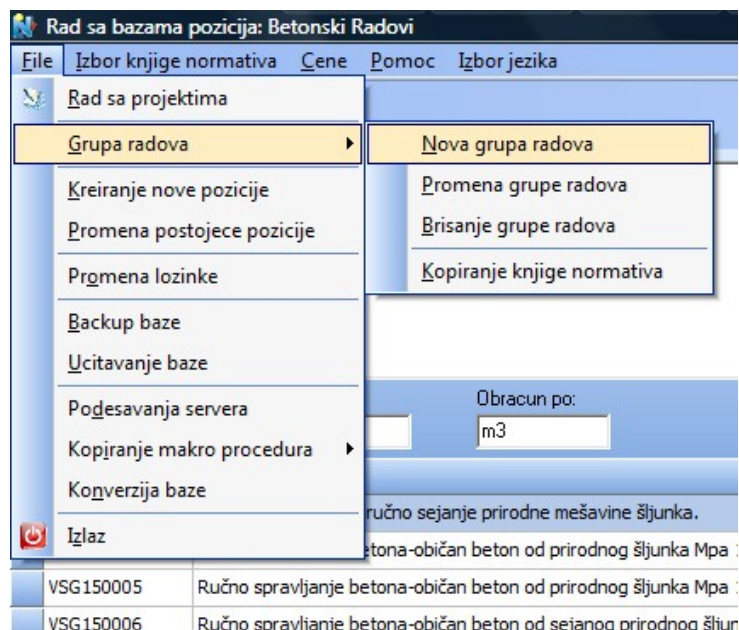 Rad sa bazama pozicija: Betonski Radovi
File Izbor knjige normativa Cene Pomoc Izbor jezika
Rad sa projektima
Grupa radova
Nova grupa radova
Promena grupe radova
Brisanje grupe radova
Kopiranje knjige normativa
Kreiranje nove pozicije
Promena postojece pozicije
Promena lozinke
Backup baze
Ucitavanje baze
Podesavanja servera
Kopiranje makro procedura
Konverzija baze
Izlaz
Obracun po:
m3
ručno sejanje prirodne mešavine šljunka.
betona-običan beton od prirodnog šljunka Mpa
VSG150005 Ručno spravljanje betona-običan beton od prirodnog šljunka Mpa
VSG150006 Ručno spravljanje betona-običan beton od sejanog prirodnog